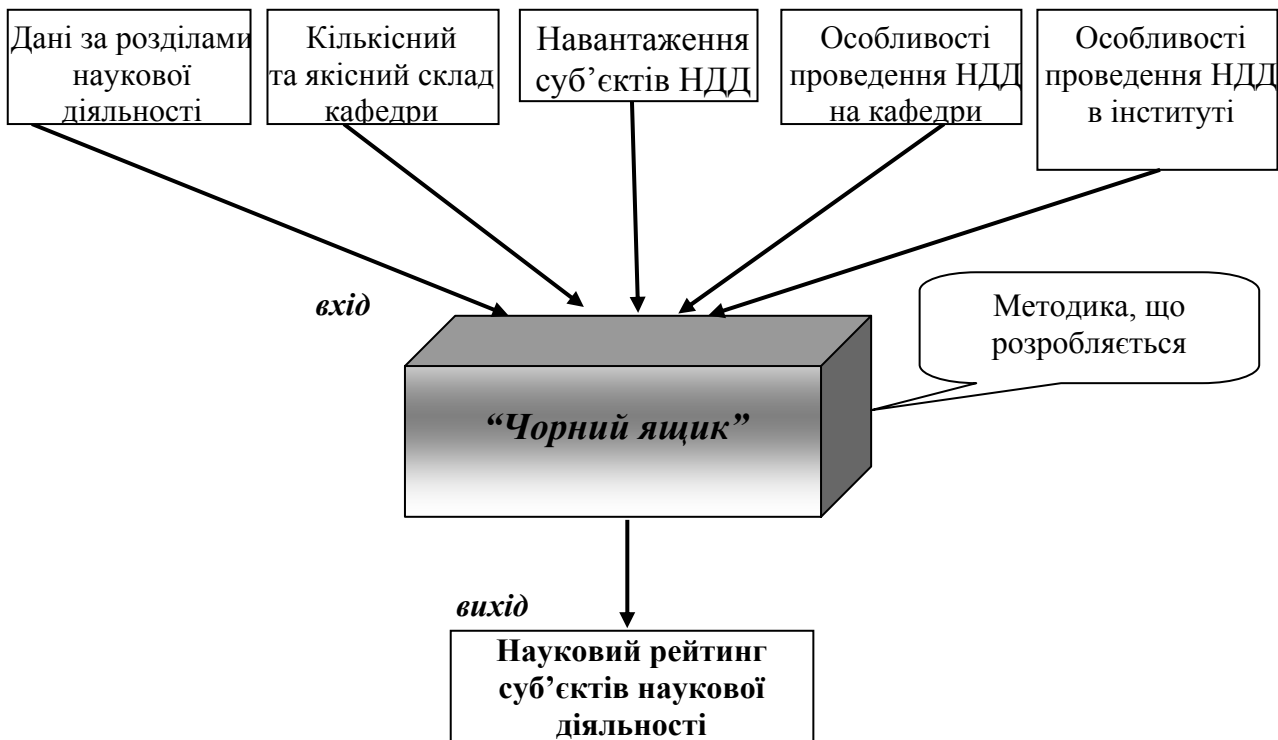 Дані за розділами
наукової
діяльності
Кількісний
та якісний склад
кафедри
Навантаження
суб’єктів НДД
Особливості
проведення НДД
на кафедри
Особливості
проведення НДД
в інституті
вхід
Методика, що
розробляється
“Чорний ящик”
вихід
Науковий рейтинг
суб’єктів наукової
діяльності